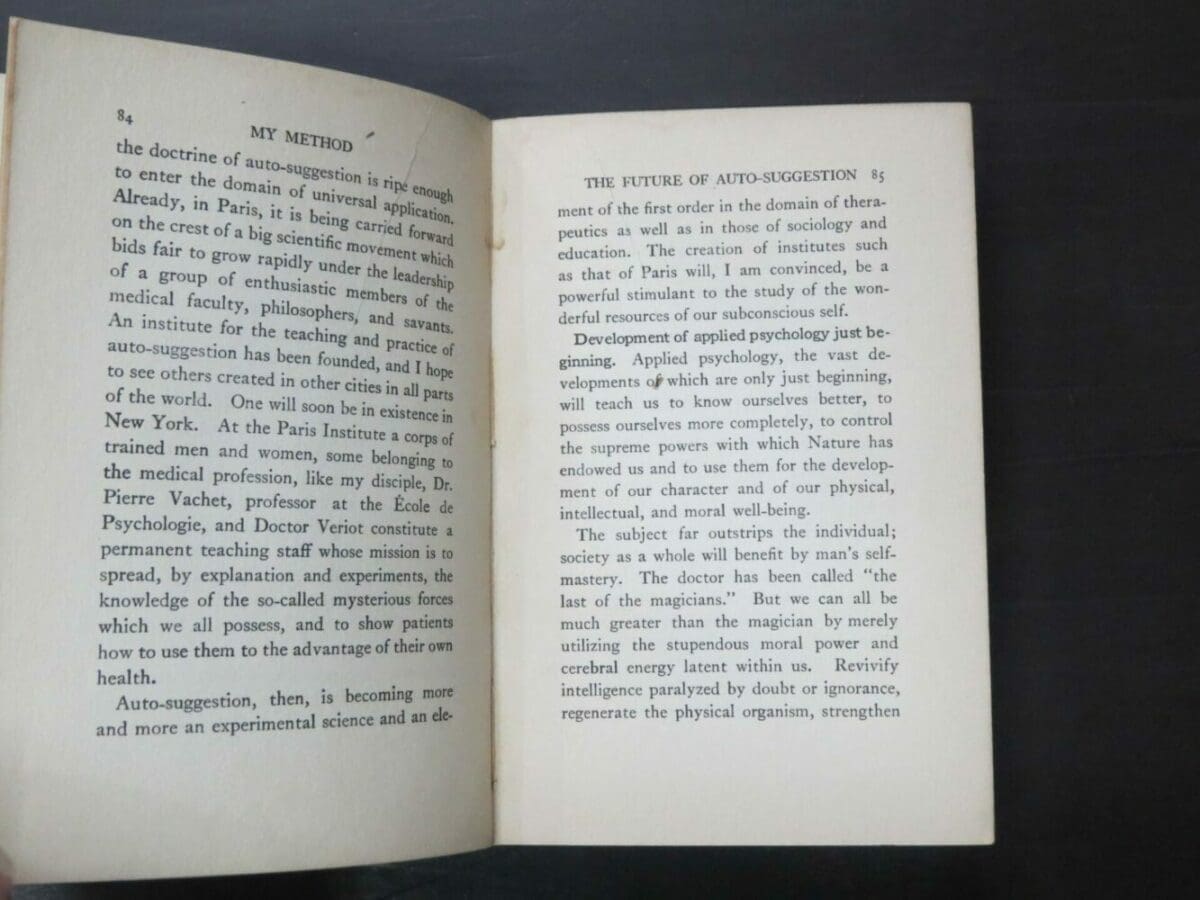 84
MY METHOD
the doctrine of auto-suggestion is ripe enough
to enter the domain of universal application.
Already, in Paris, it is being carried forward
on the crest of a big scientific movement which
bids fair to grow rapidly under the leadership
of a group of enthusiastic members of the
medical faculty, philosophers, and savants.
An institute for the teaching and practice of
auto-suggestion has been founded, and I hope
to see others created in other cities in all parts
of the world. One will soon be in existence in
New York. At the Paris Institute a corps of
trained men and women, some belonging to
the medical profession, like my disciple, Dr.
Pierre Vachet, professor at the École de
Psychologie, and Doctor Veriot constitute a
permanent teaching staff whose mission is to
spread, by explanation and experiments, the
knowledge of the so-called mysterious forces
which we all possess, and to show patients
how to use them to the advantage of their own
health.
Auto-suggestion, then, is becoming more
and more an experimental science and an ele-
THE FUTURE OF AUTO-SUGGESTION 85
ment of the first order in the domain of thera-
peutics as well as in those of sociology and
education. The creation of institutes such
as that of Paris will, I am convinced, be a
powerful stimulant to the study of the won-
derful resources of our subconscious self.
Development of applied psychology just be-
ginning. Applied psychology, the vast de-
velopments of which are only just beginning,
will teach us to know ourselves better, to
possess ourselves more completely, to control
the supreme powers with which Nature has
endowed us and to use them for the develop-
ment of our character and of our physical,
intellectual, and moral well-being.
The subject far outstrips the individual;
society as a whole will benefit by man's self-
mastery. The doctor has been called "the
last of the magicians." But we can all be
much greater than the magician by merely
utilizing the stupendous moral power and
cerebral energy latent within us. Revivify
intelligence paralyzed by doubt or ignorance,
regenerate the physical organism, strengthen